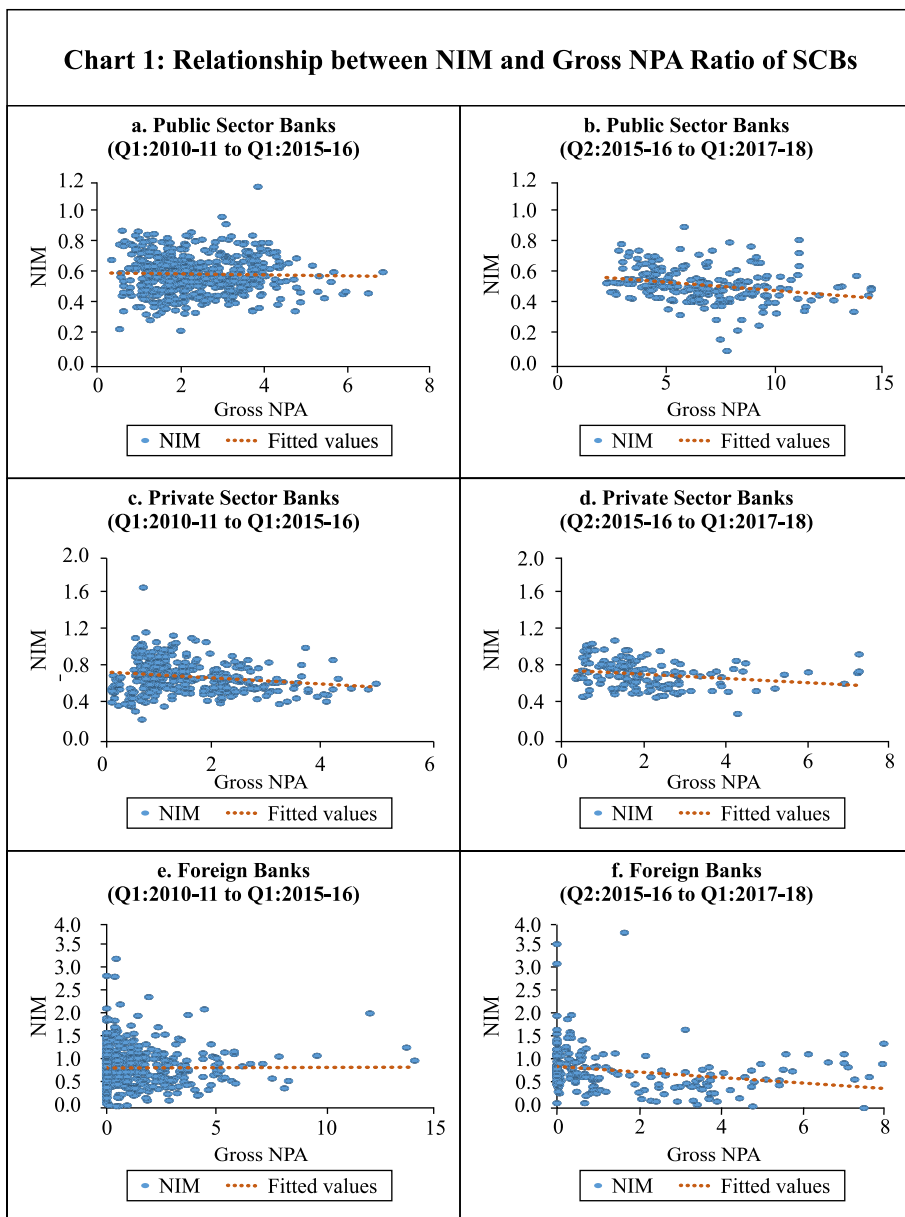 Chart 1: Relationship between NIM and Gross NPA Ratio of SCBs
a. Public Sector Banks
(Q1:2010-11 to Q1:2015-16)
1.2
1.0
0.8
0.6
0.4
0.2
0.0
NIM
0 2 4 6 8
Gross NPA
NIM Fitted values
b. Public Sector Banks
(Q2:2015-16 to Q1:2017-18)
1.2
1.0
0.8
0.6
0.4
0.2
0.0
NIM
0 5 10 15
Gross NPA
NIM Fitted values
c. Private Sector Banks
(Q1:2010-11 to Q1:2015-16)
2.0
1.6
1.2
0.8
0.4
0.0
NIM
0 2 4 6
Gross NPA
NIM Fitted values
d. Private Sector Banks
(Q2:2015-16 to Q1:2017-18)
2.0
1.6
1.2
0.8
0.4
0.0
NIM
0 2 4 6 8
Gross NPA
NIM Fitted values
e. Foreign Banks
(Q1:2010-11 to Q1:2015-16)
4.0
3.5
3.0
2.5
2.0
1.5
1.0
0.5
0.0
NIM
0 5 10 15
Gross NPA
NIM Fitted values
f. Foreign Banks
(Q2:2015-16 to Q1:2017-18)
4.0
3.5
3.0
2.5
2.0
1.5
1.0
0.5
0.0
NIM
0 2 4 6 8
Gross NPA
NIM Fitted values